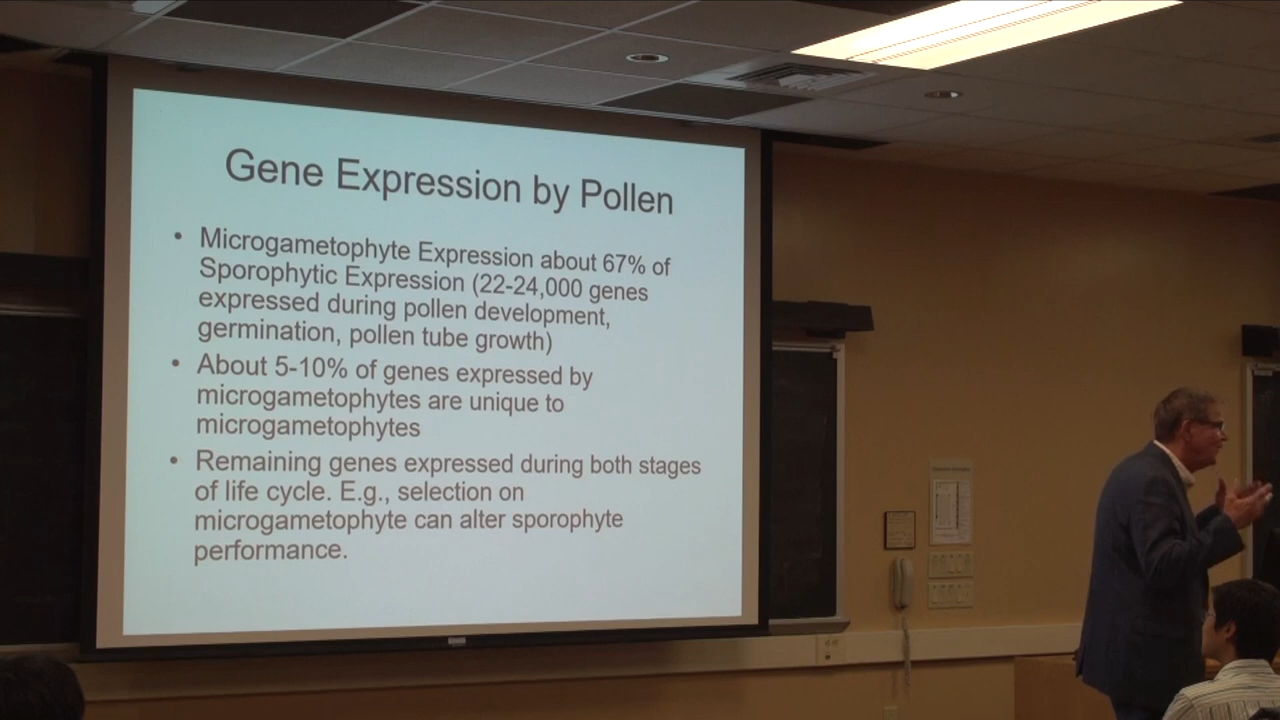 Gene Expression by Pollen
• Microgametophyte Expression about 67% of
Sporophytic Expression (22-24,000 genes
expressed during pollen development,
germination, pollen tube growth)
• About 5-10% of genes expressed by
microgametophytes are unique to
microgametophytes
• Remaining genes expressed during both stages
of life cycle. E.g., selection on
microgametophyte can alter sporophyte
performance.